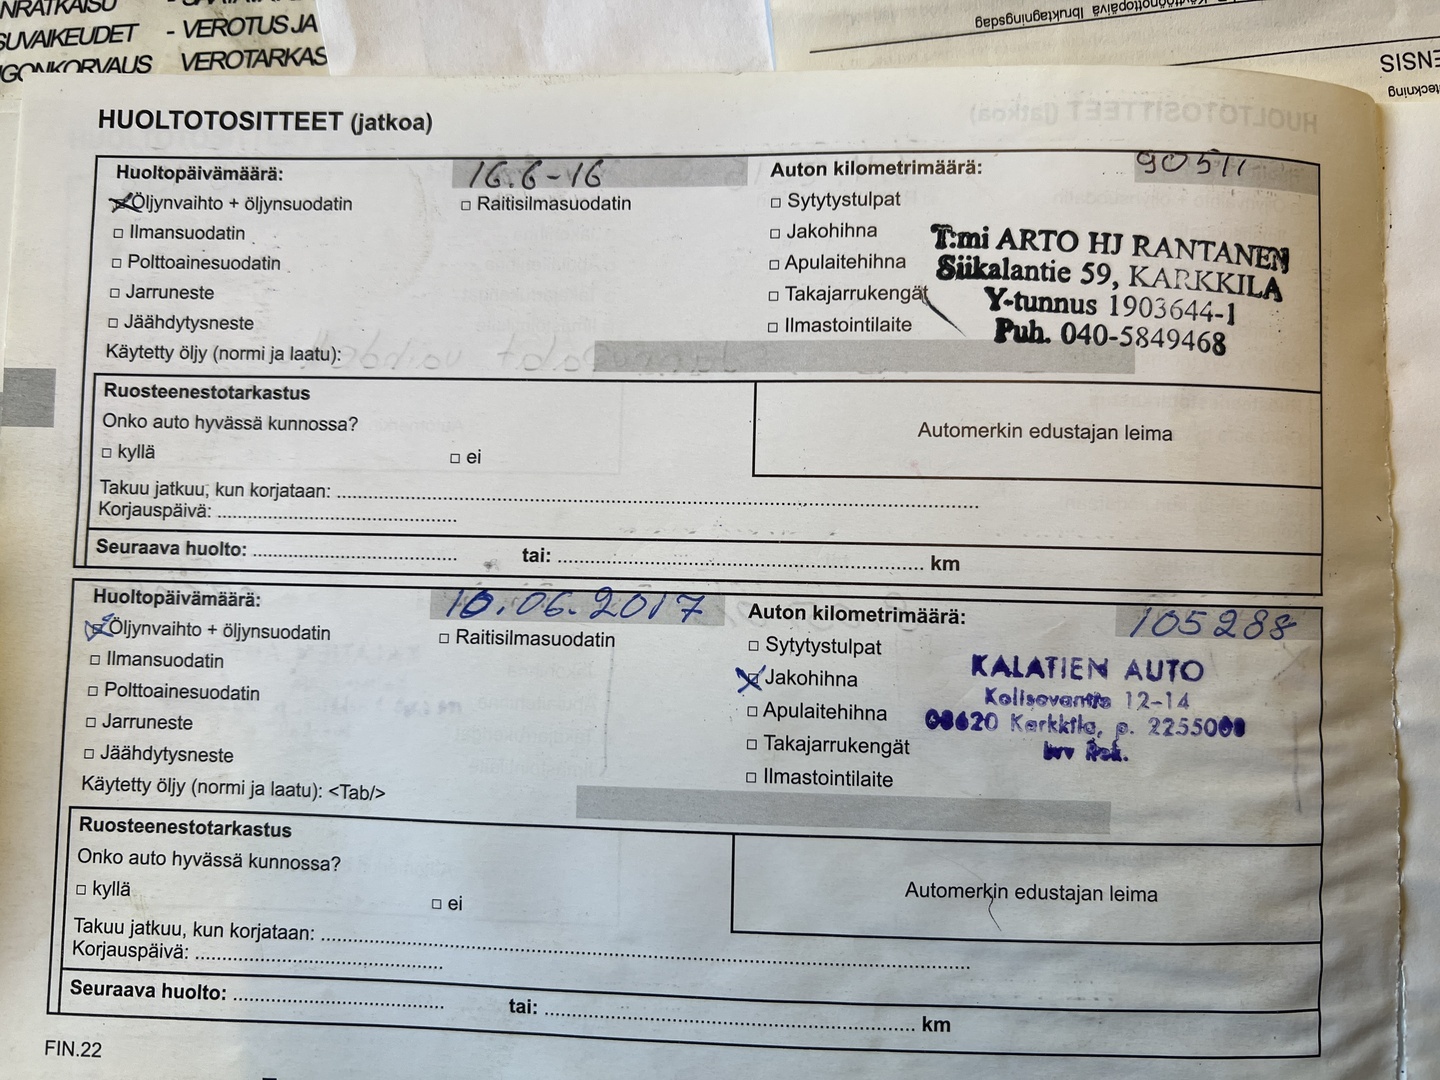 SUVAIKEUDET - VEROTUS JA
VEROTARKAS
Käyttöönottopäivä Ibruktagningsdag
HUOLTOTOSITTEET (jatkoa)
Huoltopäivämäärä: 16.6-16 Auton kilometrimäärä: 90511
Öljynvaihto + öljynsuodatin □ Raitisilmasuodatin □ Sytytystulpat
□ Ilmansuodatin □ Jakohihna
□ Polttoainesuodatin □ Apulaitehihna
□ Jarruneste □ Takajarrukengät
□ Jäähdytysneste □ Ilmastointilaite
T:mi ARTO HJ RANTANEN
Siikalantie 59, KARKKILA
Y-tunnus 1903644-1
Puh. 040-5849468
Käytetty öljy (normi ja laatu):
Ruosteenestotarkastus
Onko auto hyvässä kunnossa?
□ kyllä □ ei
Automerkin edustajan leima
Takuu jatkuu, kun korjataan:
Korjauspäivä:
Seuraava huolto: tai: km
Huoltopäivämäärä: 10.06.2017 Auton kilometrimäärä: 105288
Öljynvaihto + öljynsuodatin □ Raitisilmasuodatin □ Sytytystulpat
□ Ilmansuodatin Jakohihna
□ Polttoainesuodatin □ Apulaitehihna
□ Jarruneste □ Takajarrukengät
□ Jäähdytysneste □ Ilmastointilaite
KALATIEN AUTO
12-14
Karkkila, p.
Käytetty öljy (normi ja laatu): <Tab/>
Ruosteenestotarkastus
Onko auto hyvässä kunnossa?
□ kyllä □ ei
Automerkin edustajan leima
Takuu jatkuu, kun korjataan:
Korjauspäivä:
Seuraava huolto: tai: km
FIN.22